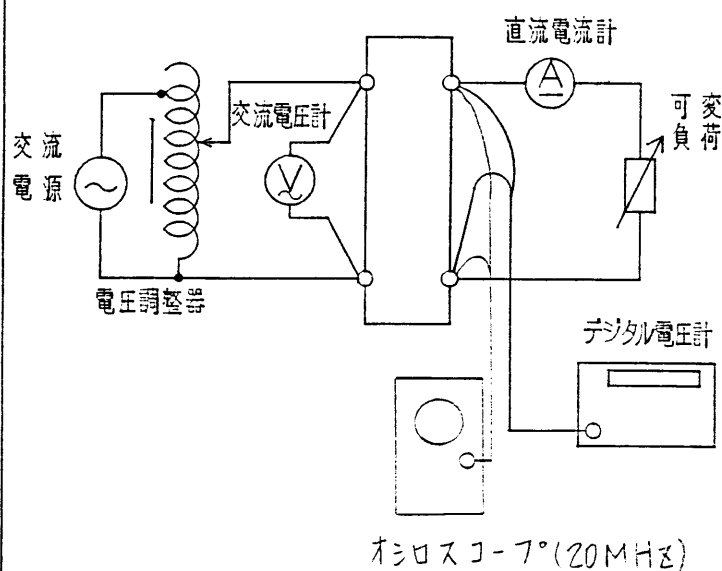 直流電流計
A
可変
負荷
交流電圧計
V
交流
電源
電圧調整器
デジタル電圧計
オシロスコープ(20MHz)